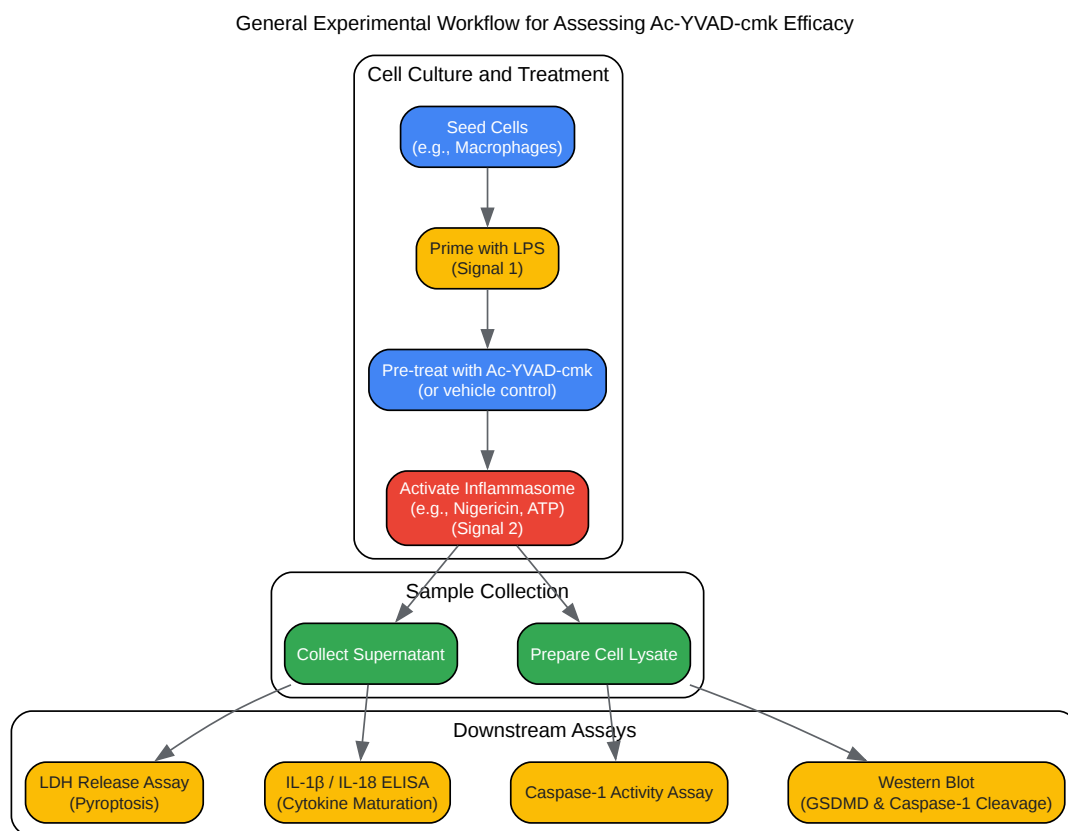 General Experimental Workflow for Assessing Ac-YVAD-cmk Efficacy
Cell Culture and Treatment
Seed Cells
(e.g., Macrophages)
Prime with LPS
(Signal 1)
Pre-treat with Ac-YVAD-cmk
(or vehicle control)
Activate Inflammasome
(e.g., Nigericin, ATP)
(Signal 2)
Sample Collection
Collect Supernatant
Prepare Cell Lysate
Downstream Assays
LDH Release Assay
(Pyroptosis)
IL-1β / IL-18 ELISA
(Cytokine Maturation)
Caspase-1 Activity Assay
Western Blot
(GSDMD & Caspase-1 Cleavage)